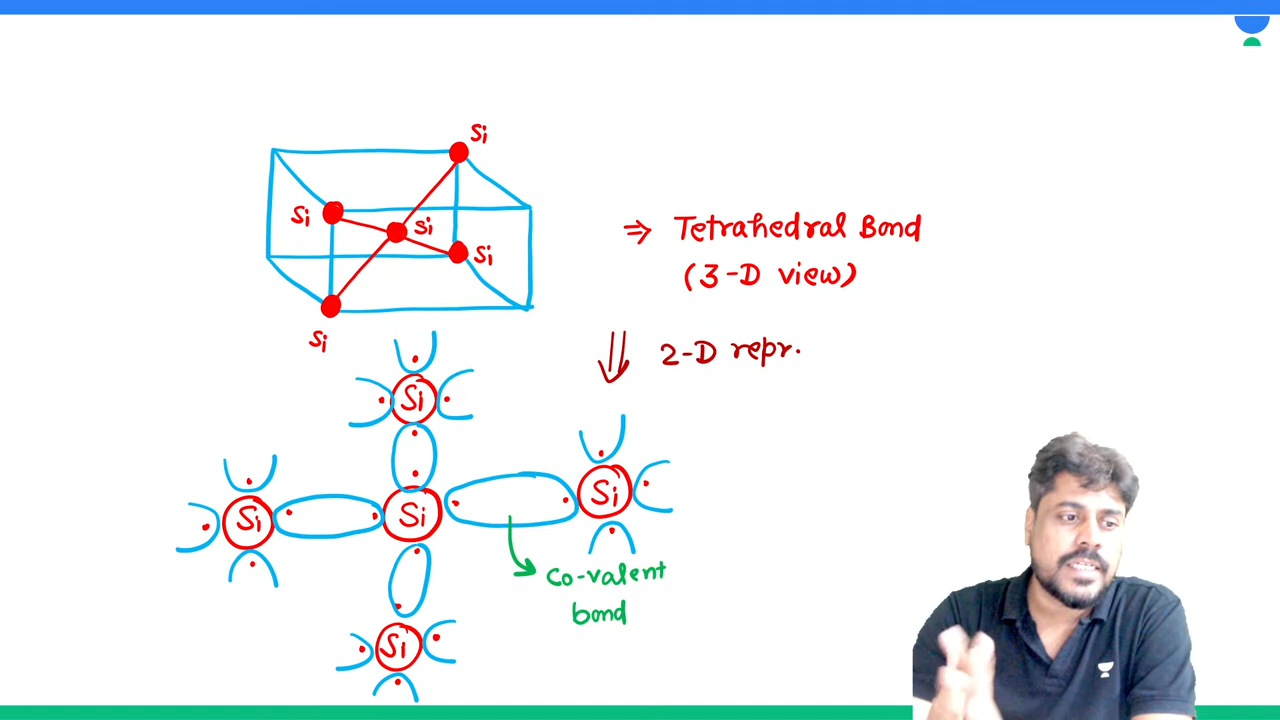 Si
Si
Si
Si
Si
⇒ Tetrahedral Bond
(3-D view)
2-D repr.
Si
Si
Si
Si
Co-valent
bond
Si